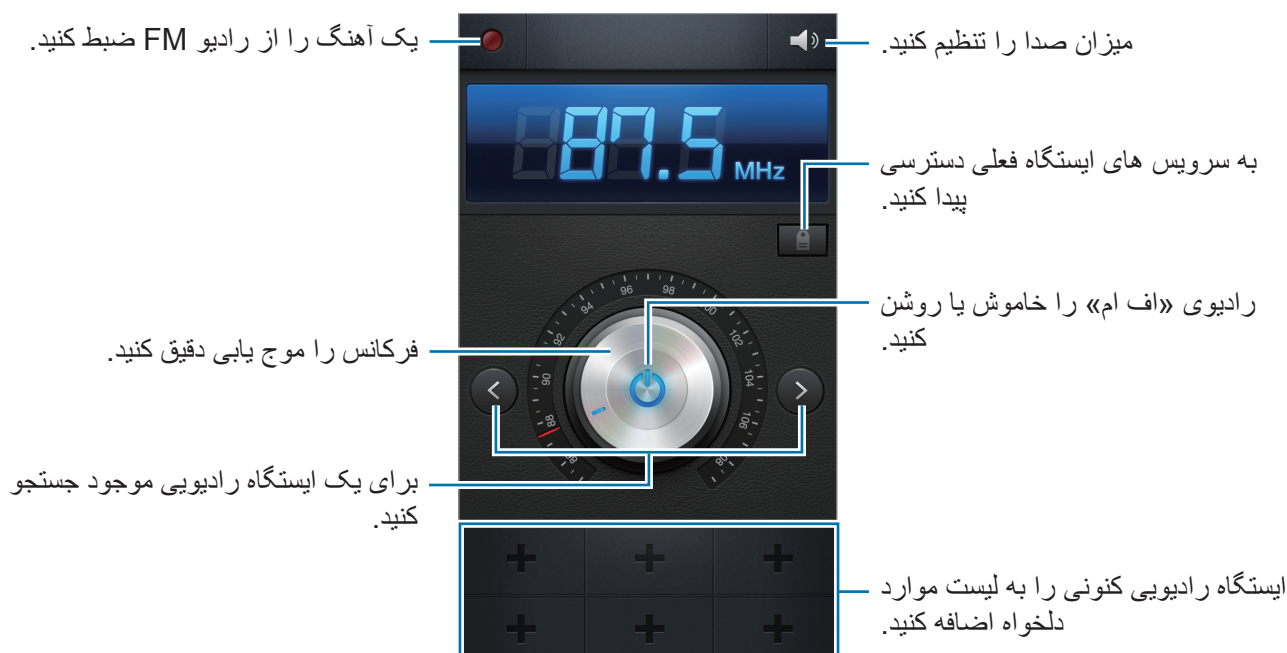 یک آهنگ را از رادیو FM ضبط کنید.
میزان صدا را تنظیم کنید.
87.5 MHz
به سرویس های ایستگاه فعلی دسترسی
پیدا کنید.
رادیوی «اف ام» را خاموش یا روشن
کنید.
فرکانس را موج یابی دقیق کنید.
88
90
92
94
96
98
100
102
104
106
108
برای یک ایستگاه رادیویی موجود جستجو
کنید.
ایستگاه رادیویی کنونی را به لیست موارد
دلخواه اضافه کنید.